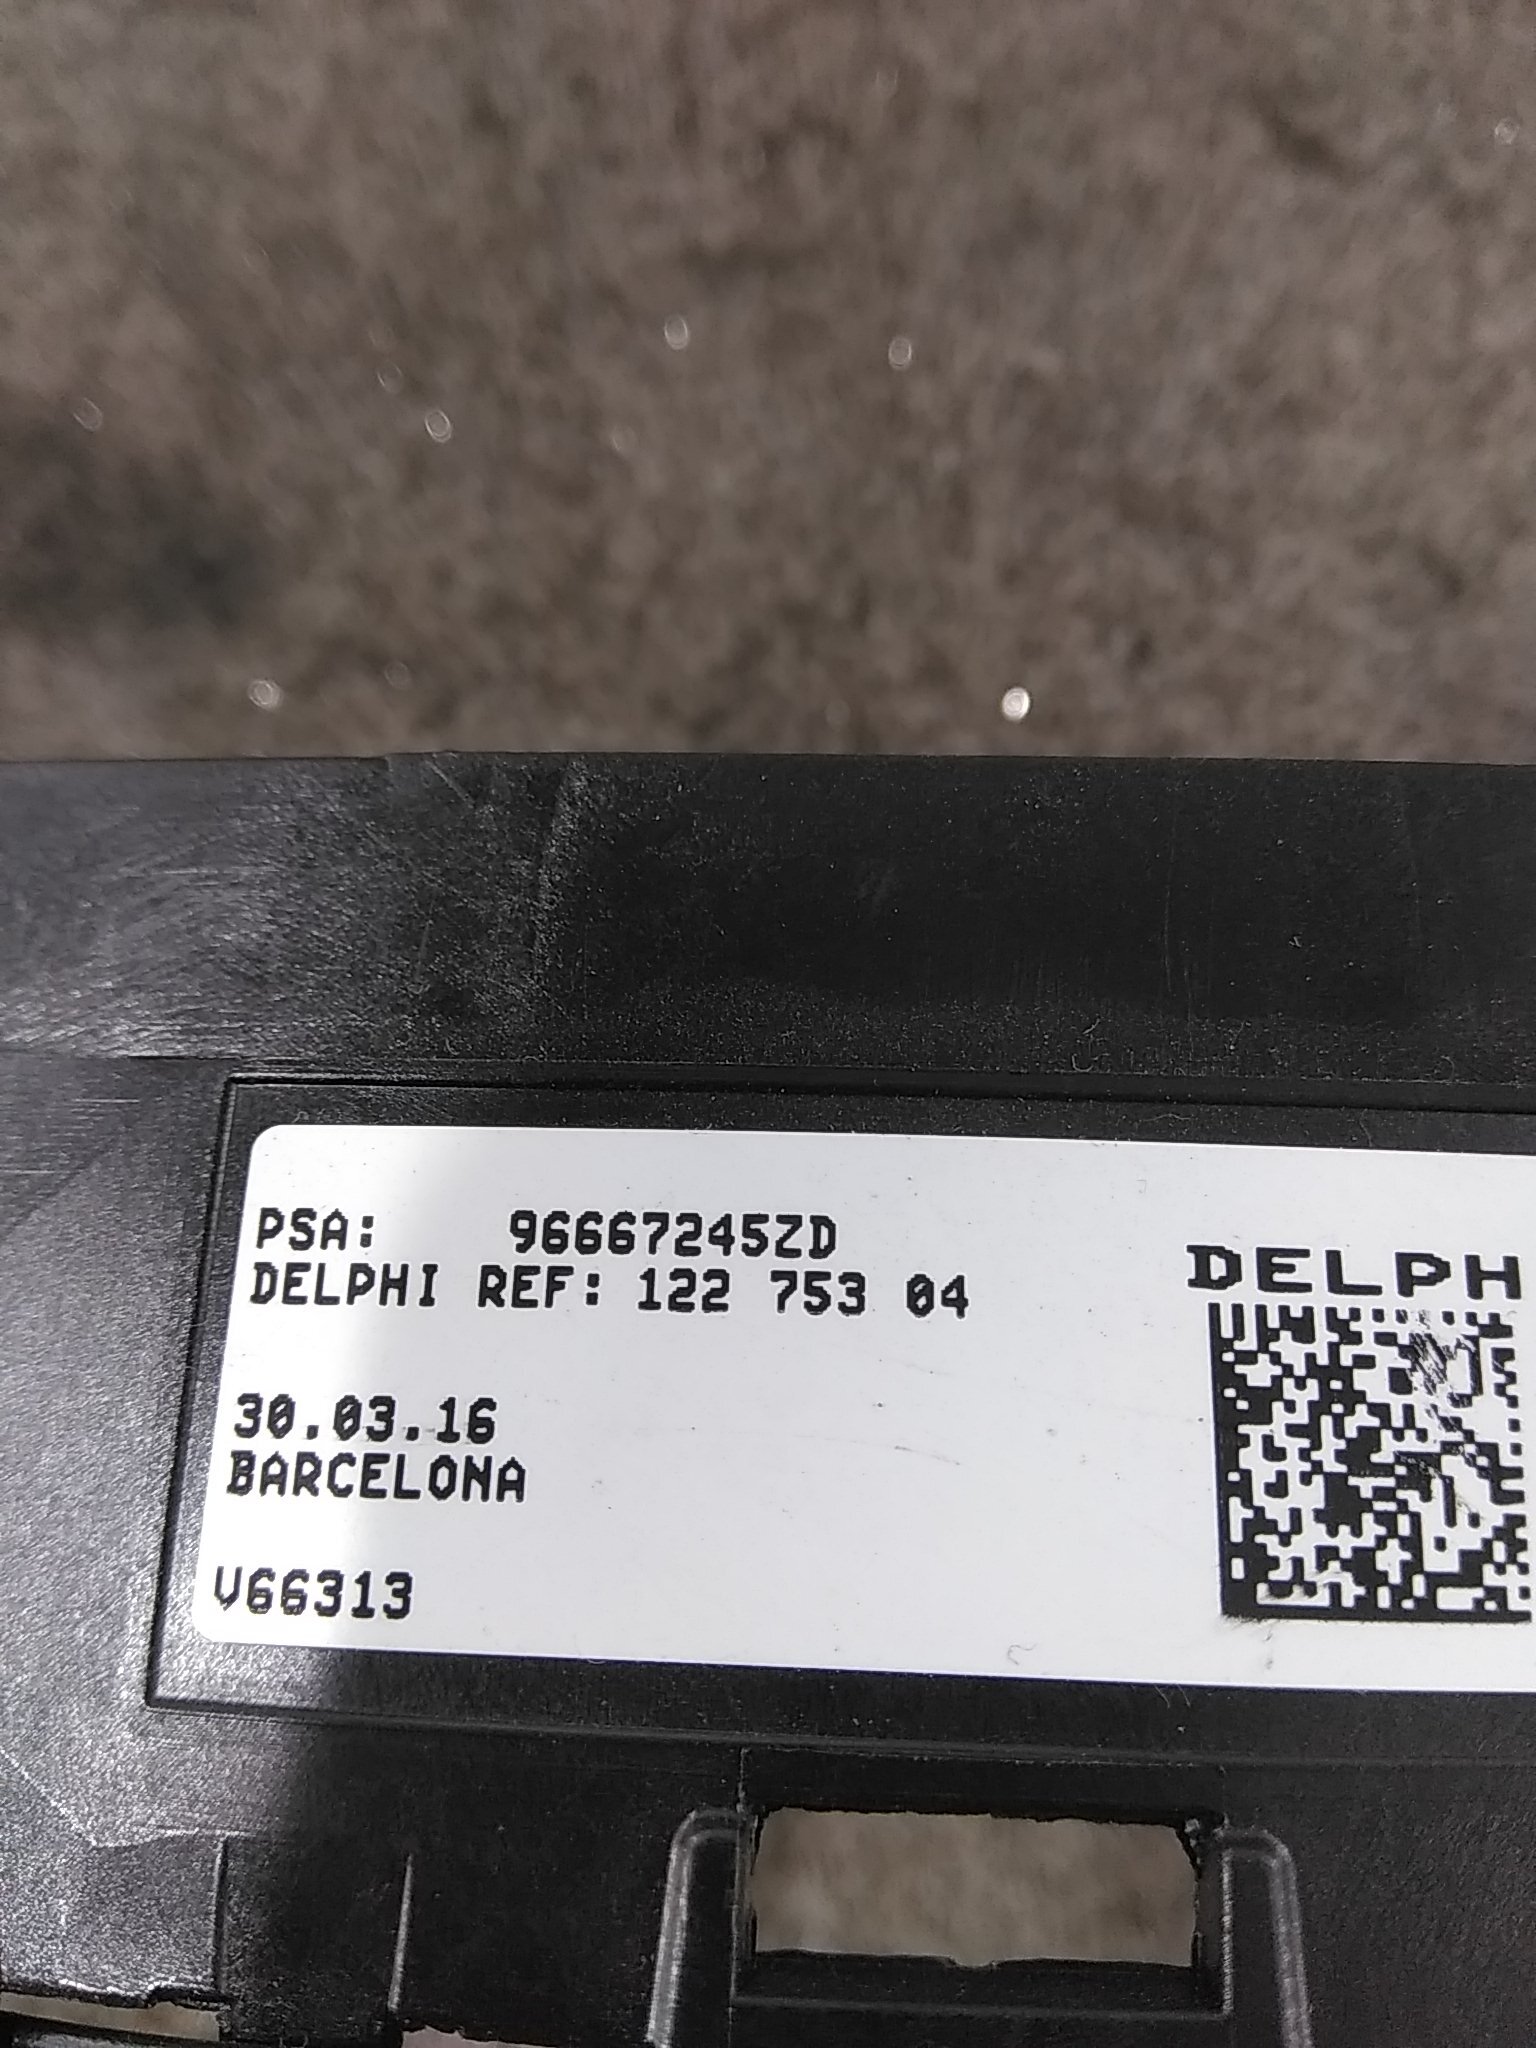 PSA: 96667245ZD
DELPHI REF: 122 753 04
DELPH
30.03.16
BARCELONA
V66313